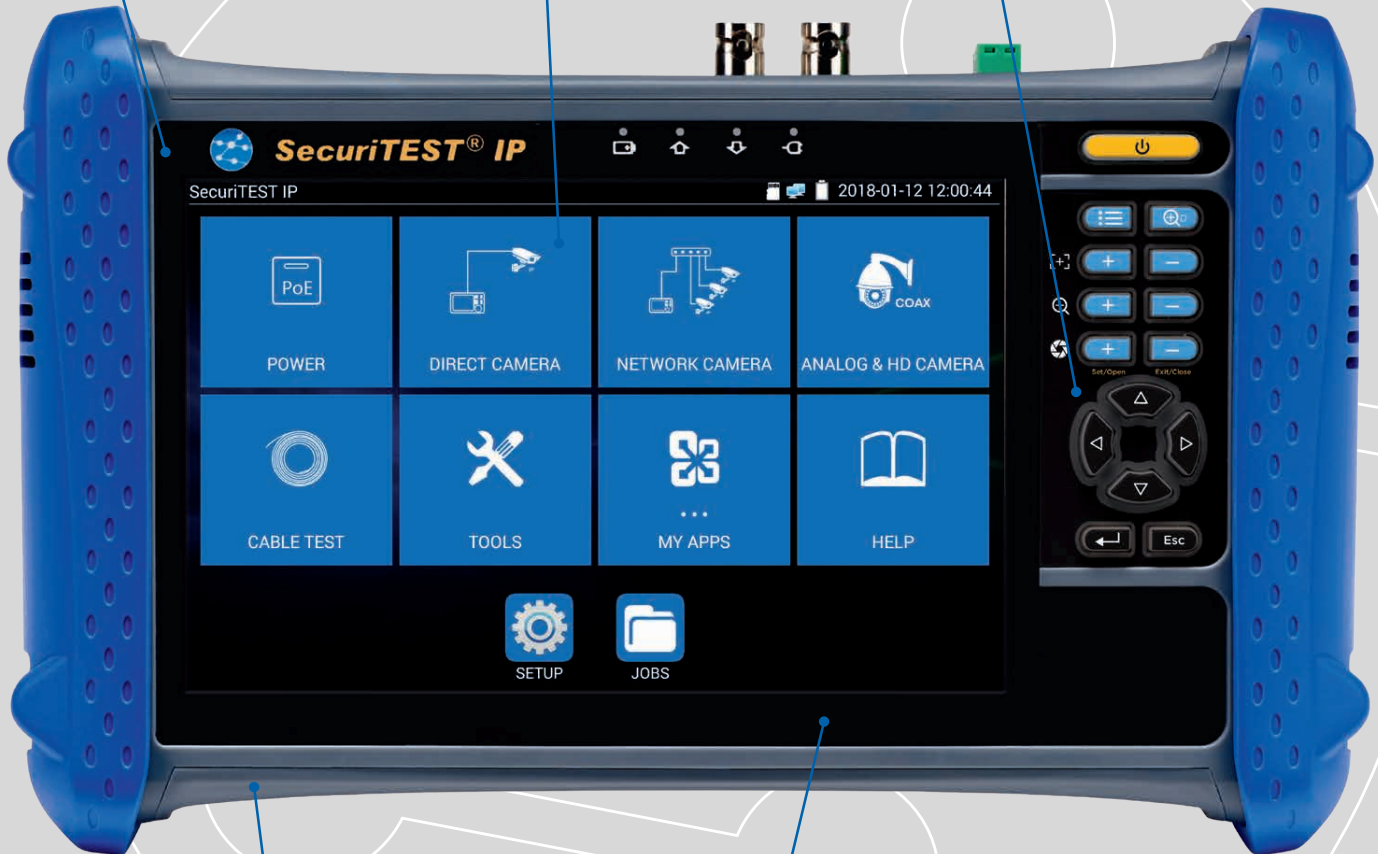 SecuriTEST® IP
SecuriTEST IP
2018-01-12 12:00:44
PoE
COAX
POWER
DIRECT CAMERA
NETWORK CAMERA
ANALOG & HD CAMERA
CABLE TEST
TOOLS
MY APPS
HELP
SETUP
JOBS
D
Set/Open
Exit/Close
Esc